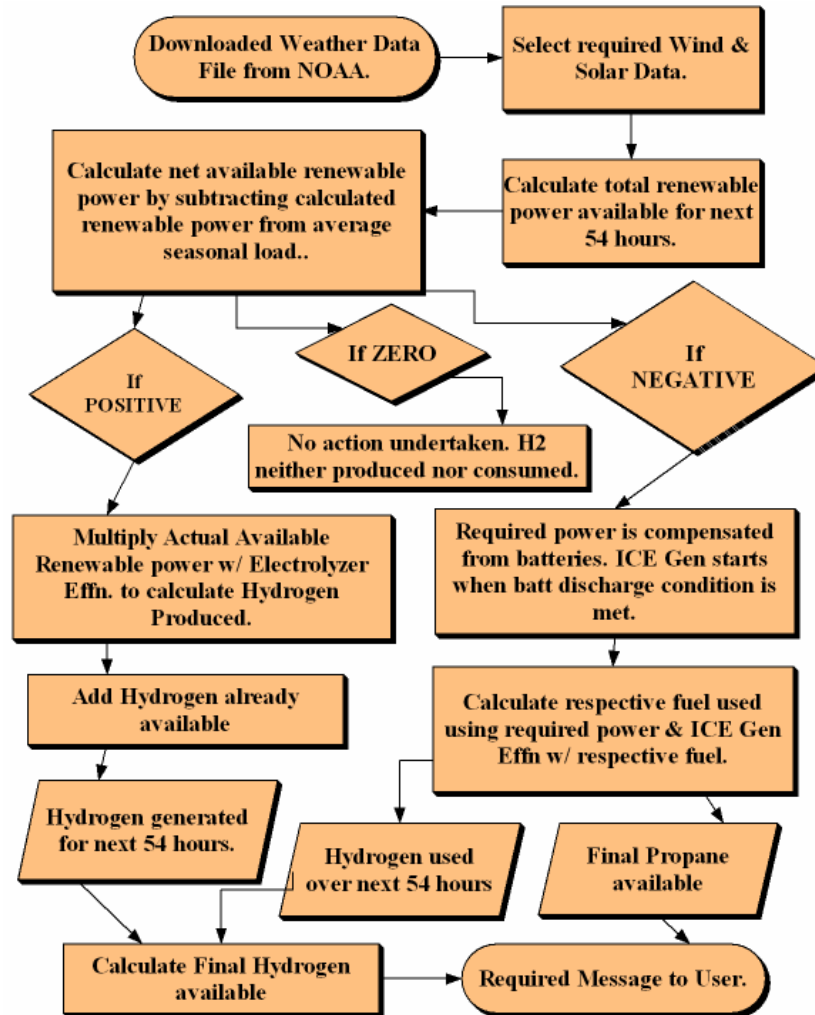 Downloaded Weather Data
File from NOAA.
Select required Wind &
Solar Data.
Calculate net available renewable
power by subtracting calculated
renewable power from average
seasonal load..
Calculate total renewable
power available for next
54 hours.
If
POSITIVE
If ZERO
If
NEGATIVE
No action undertaken. H2
neither produced nor consumed.
Multiply Actual Available
Renewable power w/ Electrolyzer
Effn. to calculate Hydrogen
Produced.
Required power is compensated
from batteries. ICE Gen starts
when batt discharge condition is
met.
Add Hydrogen already
available
Calculate respective fuel used
using required power & ICE Gen
Effn w/ respective fuel.
Hydrogen generated
for next 54 hours.
Hydrogen used
over next 54 hours
Final Propane
available
Calculate Final Hydrogen
available
Required Message to User.